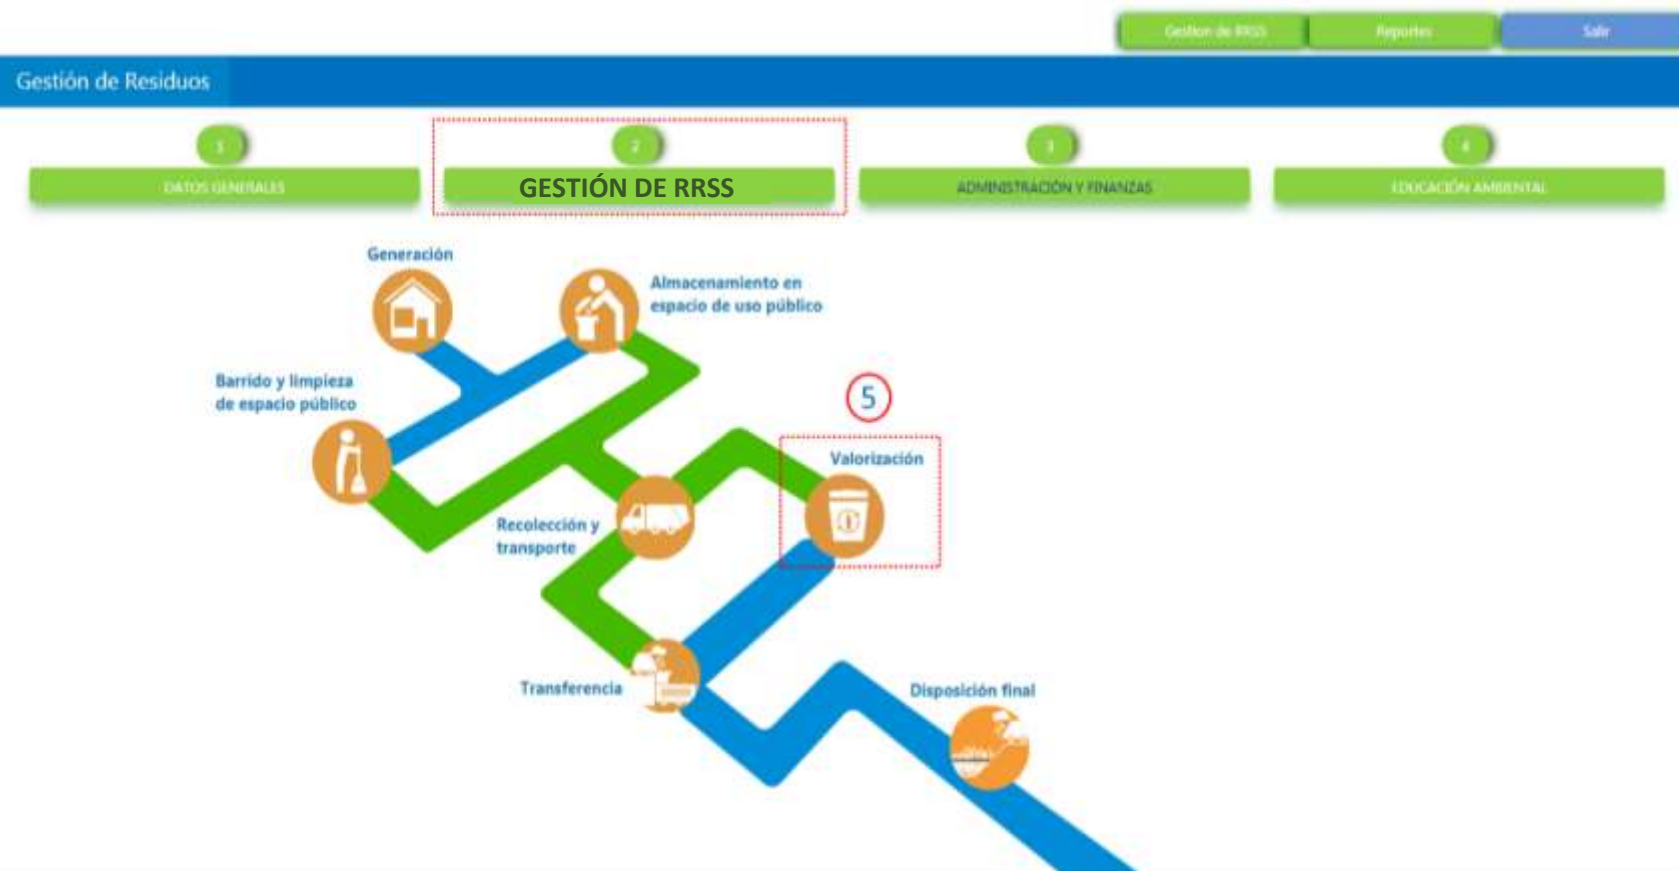 Gestion de RRSS
Reportes
Salir
Gestión de Residuos
1
2
3
4
DATOS GENERALES
GESTIÓN DE RRSS
ADMINISTRACIÓN Y FINANZAS
EDUCACIÓN AMBIENTAL
Generación
Almacenamiento en
espacio de uso público
Barrido y limpieza
de espacio público
5
Valorización
Recolección y
transporte
Transferencia
Disposición final